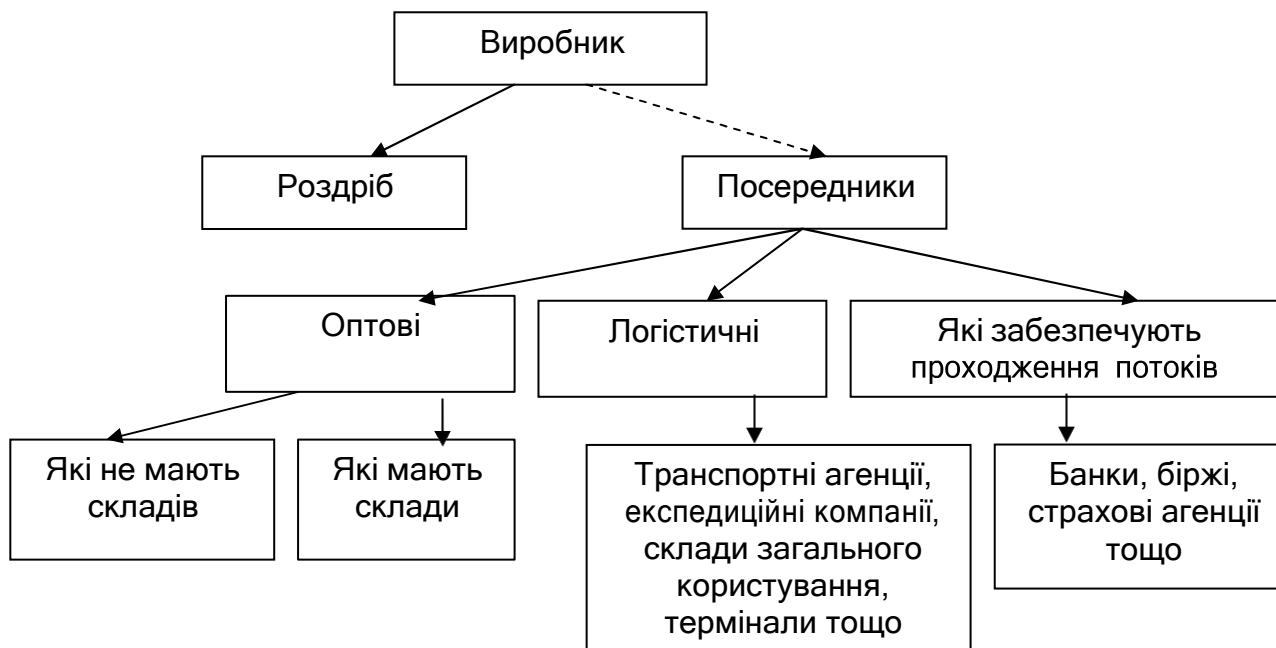 Виробник
Роздріб
Посередники
Оптові
Логістичні
Які забезпечують
проходження потоків
Які не мають
складів
Які мають
склади
Транспортні агенції,
експедиційні компанії,
склади загального
користування,
термінали тощо
Банки, біржі,
страхові агенції
тощо